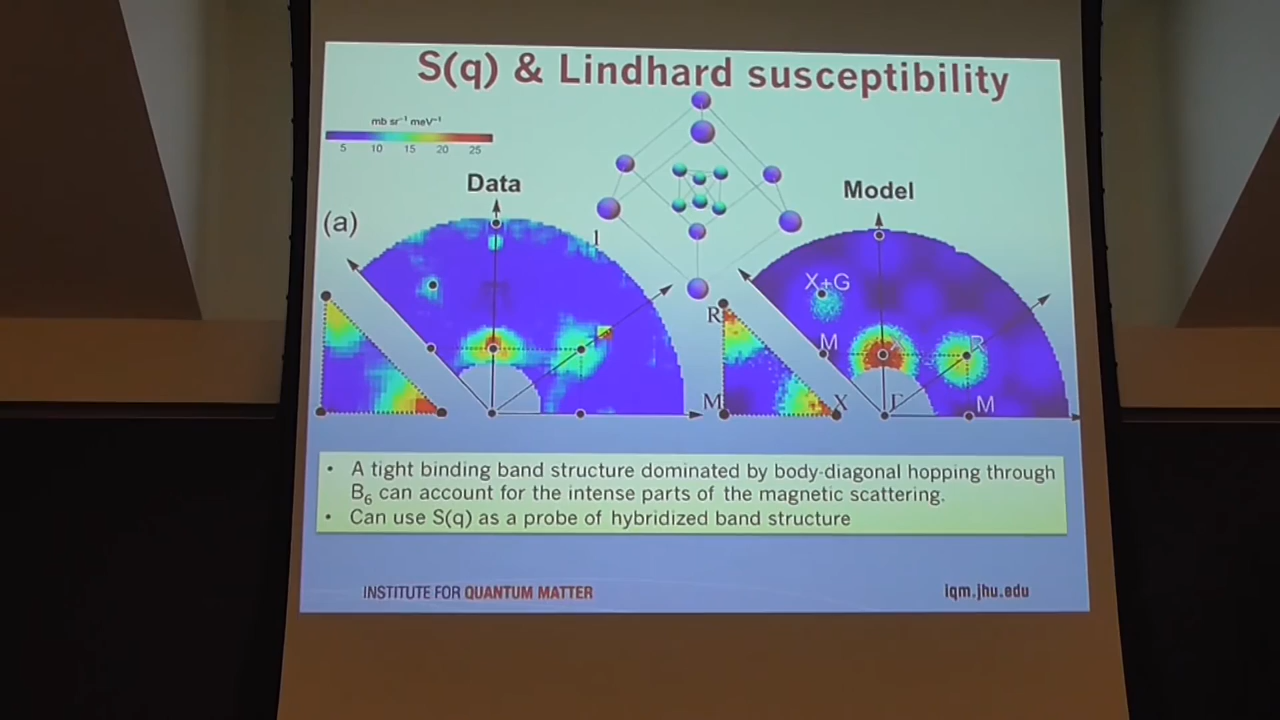 S(q) & Lindhard susceptibility
mb sr⁻¹ meV⁻¹
5 10 15 20 25
Data
Model
(a)
1
X+G
R
M
X
R
M
X
Γ
M
• A tight binding band structure dominated by body-diagonal hopping through
B₆ can account for the intense parts of the magnetic scattering.
• Can use S(q) as a probe of hybridized band structure
INSTITUTE FOR QUANTUM MATTER
iqm.jhu.edu